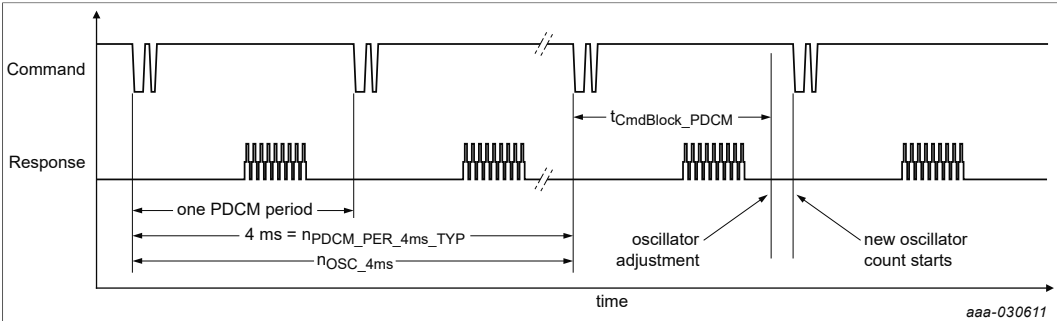 Command
tCmdBlock_PDCM
Response
one PDCM period
4 ms = nPDCM_PER_4ms_TYP
nOSC_4ms
oscillator
adjustment
new oscillator
count starts
time
aaa-030611